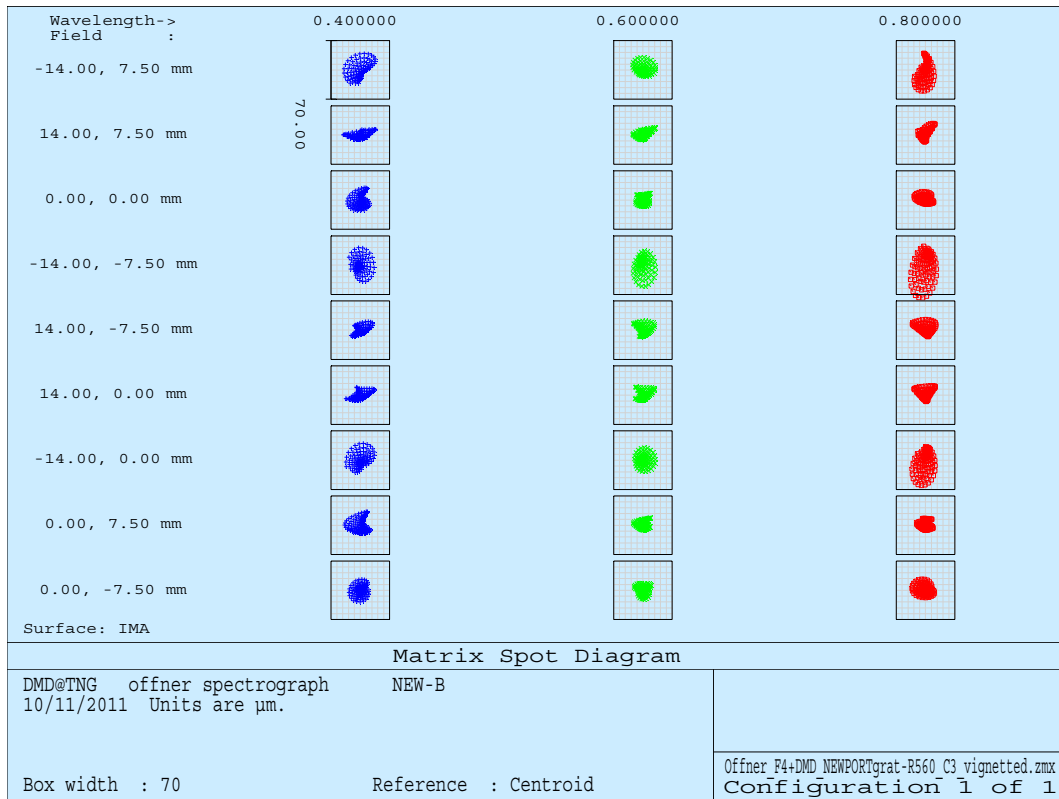 Wavelength-> 0.400000 0.600000 0.800000
Field :
-14.00, 7.50 mm
70.00
14.00, 7.50 mm
0.00, 0.00 mm
-14.00, -7.50 mm
14.00, -7.50 mm
14.00, 0.00 mm
-14.00, 0.00 mm
0.00, 7.50 mm
0.00, -7.50 mm
Surface: IMA
Matrix Spot Diagram
DMD@TNG offner spectrograph NEW-B
10/11/2011 Units are µm.
Box width : 70 Reference : Centroid
Offner_F4+DMD_NEWPORTgrat-R560_C3_vignetted.zmx
Configuration 1 of 1